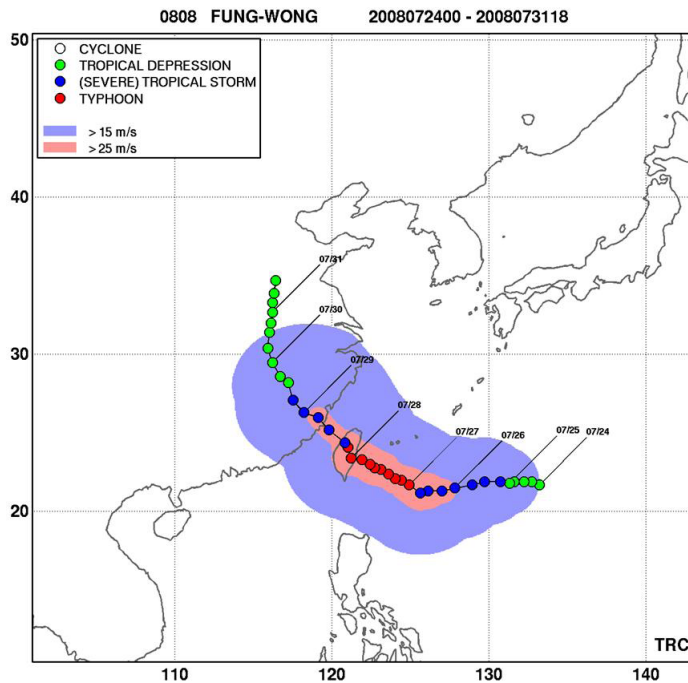 0808 FUNG-WONG 2008072400 - 2008073118
50
CYCLONE
TROPICAL DEPRESSION
(SEVERE) TROPICAL STORM
TYPHOON
> 15 m/s
> 25 m/s
40
07/31
07/30
30
07/29
07/28
07/27
07/26
07/25
07/24
20
TRC
110
120
130
140